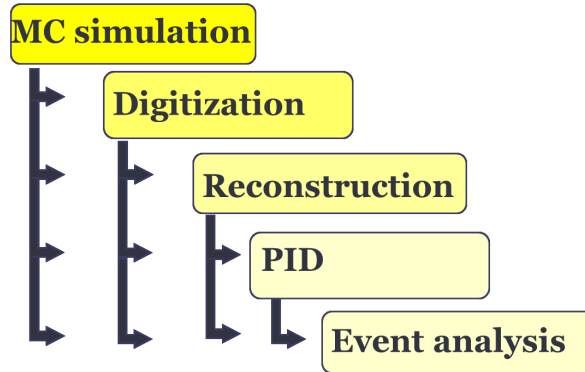 MC simulation
Digitization
Reconstruction
PID
Event analysis